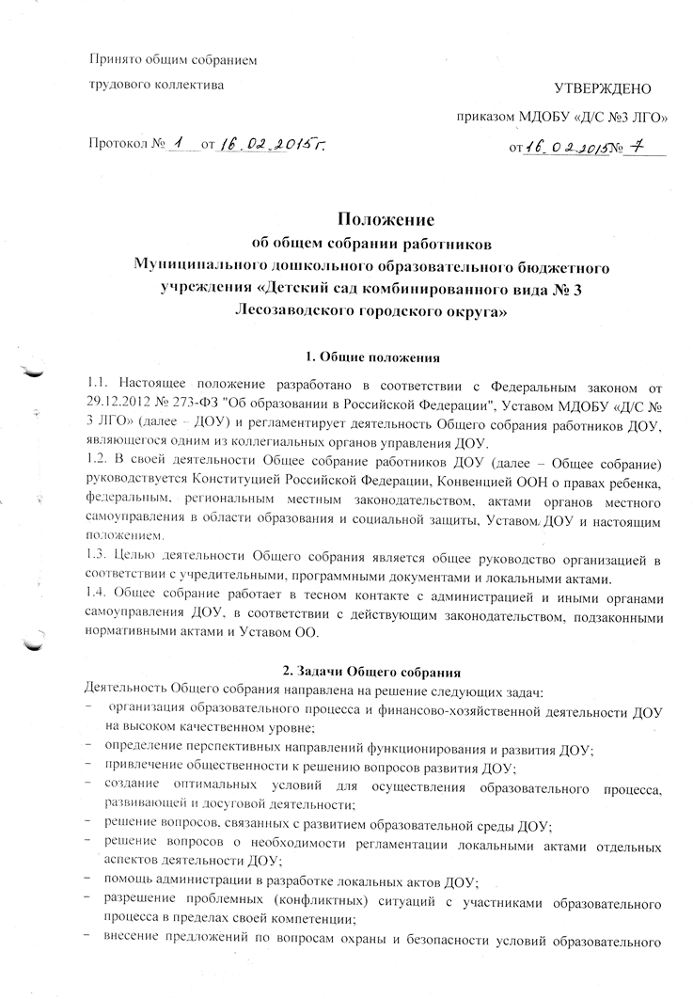 Принято общим собранием
трудового коллектива
УТВЕРЖДЕНО
приказом МДОБУ «Д/С №3 ЛГО»
Протокол № 1 от 16.02.2015 г.
от 16.02.2015 № 7
Положение
об общем собрании работников
Муниципального дошкольного образовательного бюджетного
учреждения «Детский сад комбинированного вида № 3
Лесозаводского городского округа»
1. Общие положения
1.1. Настоящее положение разработано в соответствии с Федеральным законом от
29.12.2012 № 273-ФЗ "Об образовании в Российской Федерации", Уставом МДОБУ «Д/С №
3 ЛГО» (далее – ДОУ) и регламентирует деятельность Общего собрания работников ДОУ,
являющегося одним из коллегиальных органов управления ДОУ.
1.2. В своей деятельности Общее собрание работников ДОУ (далее – Общее собрание)
руководствуется Конституцией Российской Федерации, Конвенцией ООН о правах ребенка,
федеральным, региональным местным законодательством, актами органов местного
самоуправления в области образования и социальной защиты, Уставом ДОУ и настоящим
положением.
1.3. Целью деятельности Общего собрания является общее руководство организацией в
соответствии с учредительными, программными документами и локальными актами.
1.4. Общее собрание работает в тесном контакте с администрацией и иными органами
самоуправления ДОУ, в соответствии с действующим законодательством, подзаконными
нормативными актами и Уставом ОО.
2. Задачи Общего собрания
Деятельность Общего собрания направлена на решение следующих задач:
– организация образовательного процесса и финансово-хозяйственной деятельности ДОУ
на высоком качественном уровне;
– определение перспективных направлений функционирования и развития ДОУ;
– привлечение общественности к решению вопросов развития ДОУ;
– создание оптимальных условий для осуществления образовательного процесса,
развивающей и досуговой деятельности;
– решение вопросов, связанных с развитием образовательной среды ДОУ;
– решение вопросов о необходимости регламентации локальными актами отдельных
аспектов деятельности ДОУ;
– помощь администрации в разработке локальных актов ДОУ;
– разрешение проблемных (конфликтных) ситуаций с участниками образовательного
процесса в пределах своей компетенции;
– внесение предложений по вопросам охраны и безопасности условий образовательного